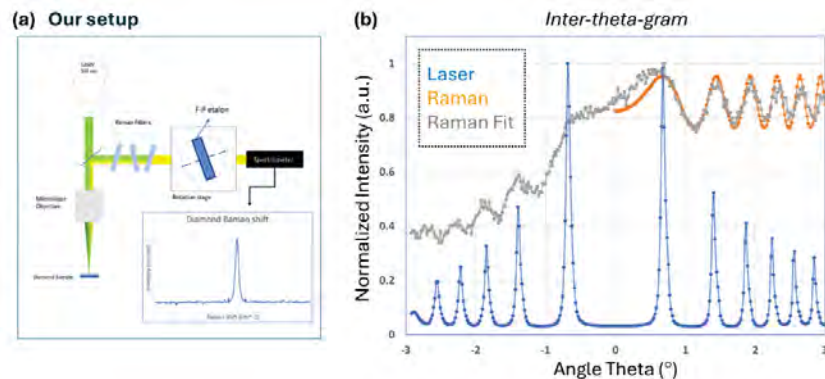 (a) Our setup
Laser
532 nm
Raman Filters
F-P etalon
Spectrometer
Rotation stage
Microscope
Objective
Diamond Sample
Diamond Raman shift
(b) Inter-theta-gram
Laser
Raman
Raman Fit
Normalized Intensity (a.u.)
1
0.8
0.6
0.4
0.2
0
-3
-2
-1
0
1
2
3
Angle Theta (°)